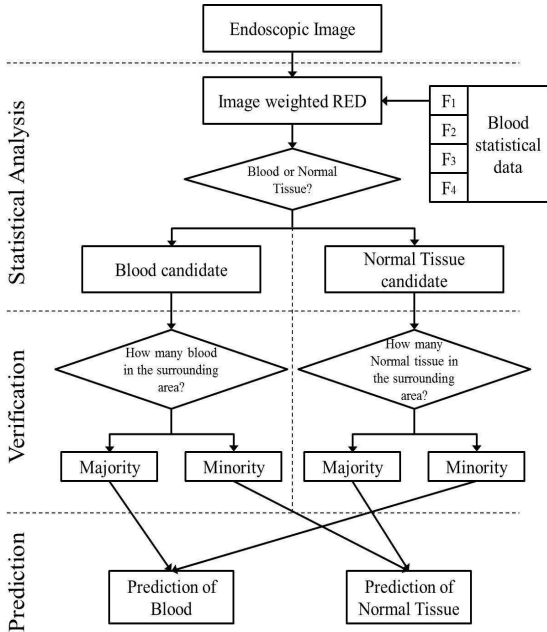 Endoscopic Image
Statistical Analysis
Image weighted RED
F1
F2
F3
F4
Blood
statistical
data
Blood or Normal
Tissue?
Blood candidate
Normal Tissue
candidate
Verification
How many blood
in the surrounding
area?
How many
Normal tissue in
the surrounding
area?
Majority
Minority
Majority
Minority
Prediction
Prediction of
Blood
Prediction of
Normal Tissue